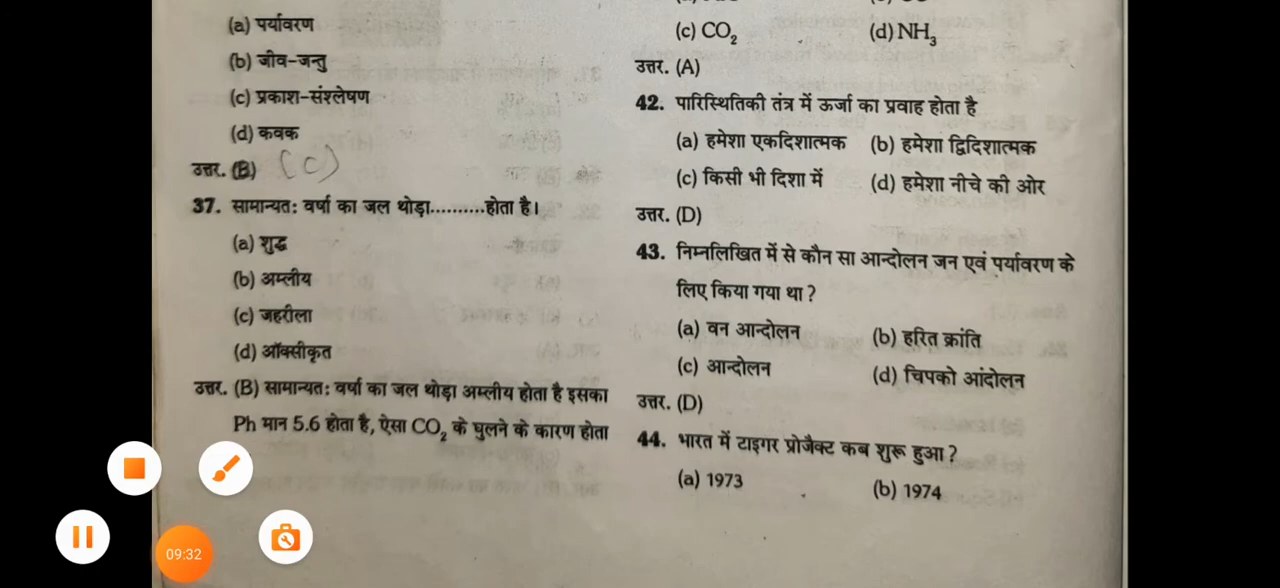 (a) पर्यावरण
(b) जीव-जन्तु
(c) प्रकाश-संश्लेषण
(d) कवक
उत्तर. (B) (C)
37. सामान्यत: वर्षा का जल थोड़ा..........होता है।
(a) शुद्ध
(b) अम्लीय
(c) जहरीला
(d) ऑक्सीकृत
उत्तर. (B) सामान्यत: वर्षा का जल थोड़ा अम्लीय होता है इसका
Ph मान 5.6 होता है, ऐसा CO₂ के घुलने के कारण होता
(c) CO₂ (d) NH₃
उत्तर. (A)
42. पारिस्थितिकी तंत्र में ऊर्जा का प्रवाह होता है
(a) हमेशा एकदिशात्मक (b) हमेशा द्विदिशात्मक
(c) किसी भी दिशा में (d) हमेशा नीचे की ओर
उत्तर. (D)
43. निम्नलिखित में से कौन सा आन्दोलन जन एवं पर्यावरण के
लिए किया गया था ?
(a) वन आन्दोलन (b) हरित क्रांति
(c) आन्दोलन (d) चिपको आंदोलन
उत्तर. (D)
44. भारत में टाइगर प्रोजैक्ट कब शुरू हुआ ?
(a) 1973 (b) 1974
09:32